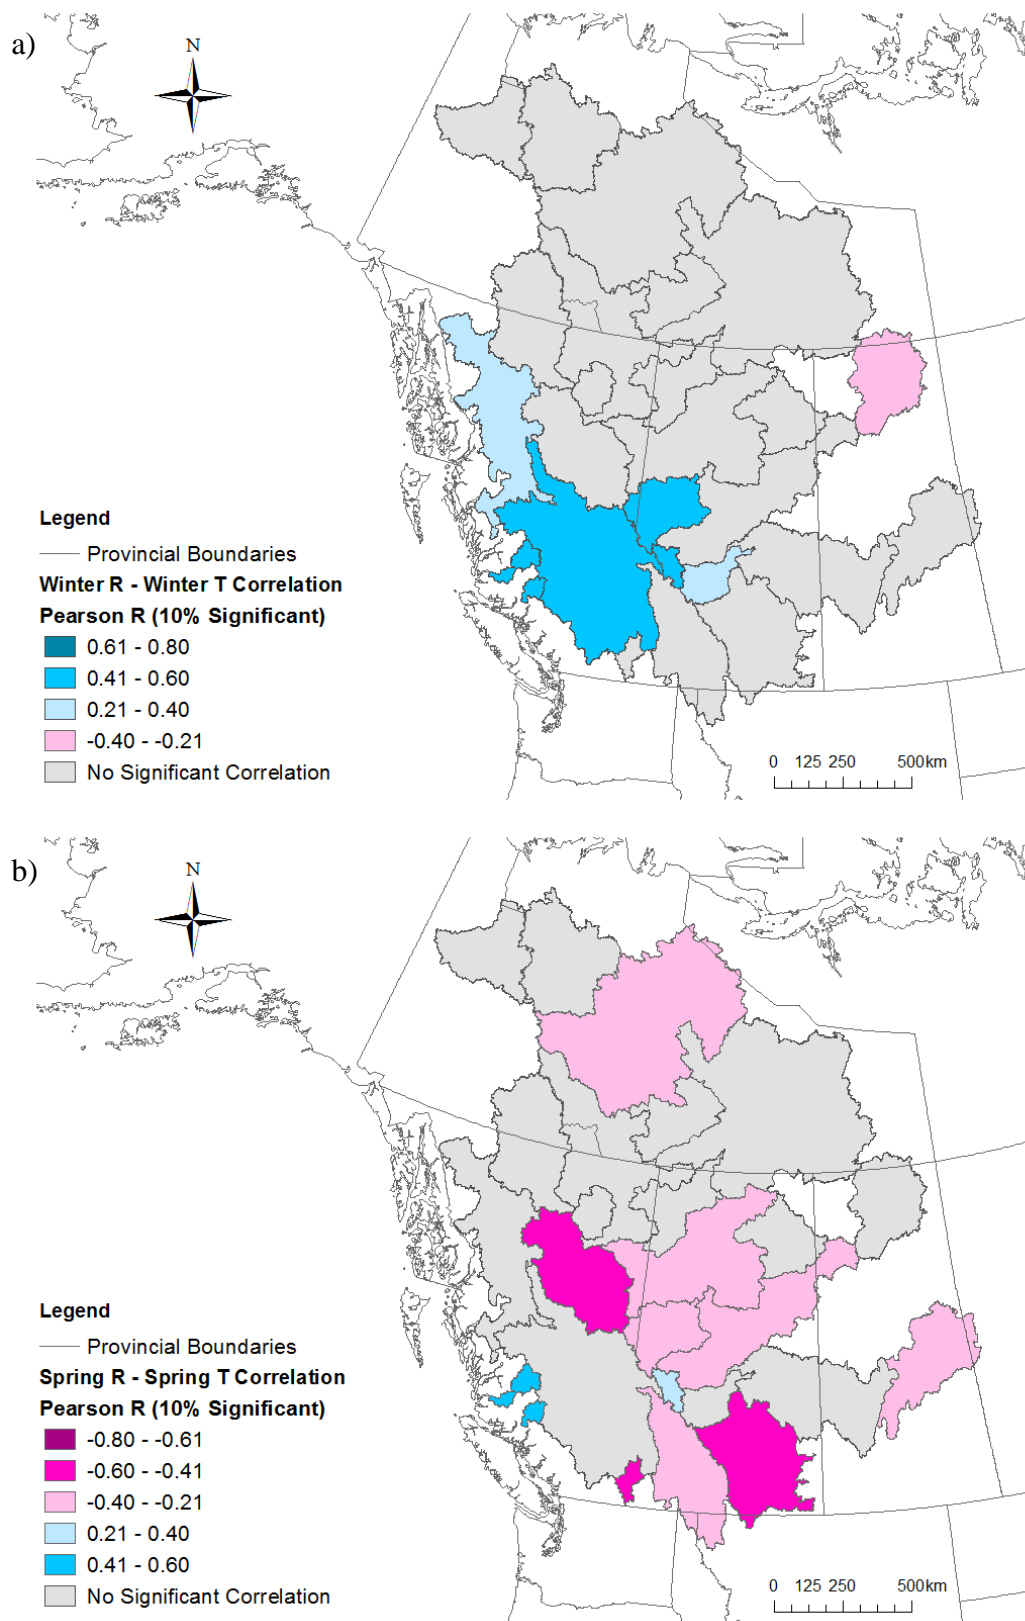 a)
N
Legend
Provincial Boundaries
Winter R - Winter T Correlation
Pearson R (10% Significant)
0.61 - 0.80
0.41 - 0.60
0.21 - 0.40
-0.40 - -0.21
No Significant Correlation
0 125 250 500km
b)
N
Legend
Provincial Boundaries
Spring R - Spring T Correlation
Pearson R (10% Significant)
-0.80 - -0.61
-0.60 - -0.41
-0.40 - -0.21
0.21 - 0.40
0.41 - 0.60
No Significant Correlation
0 125 250 500km